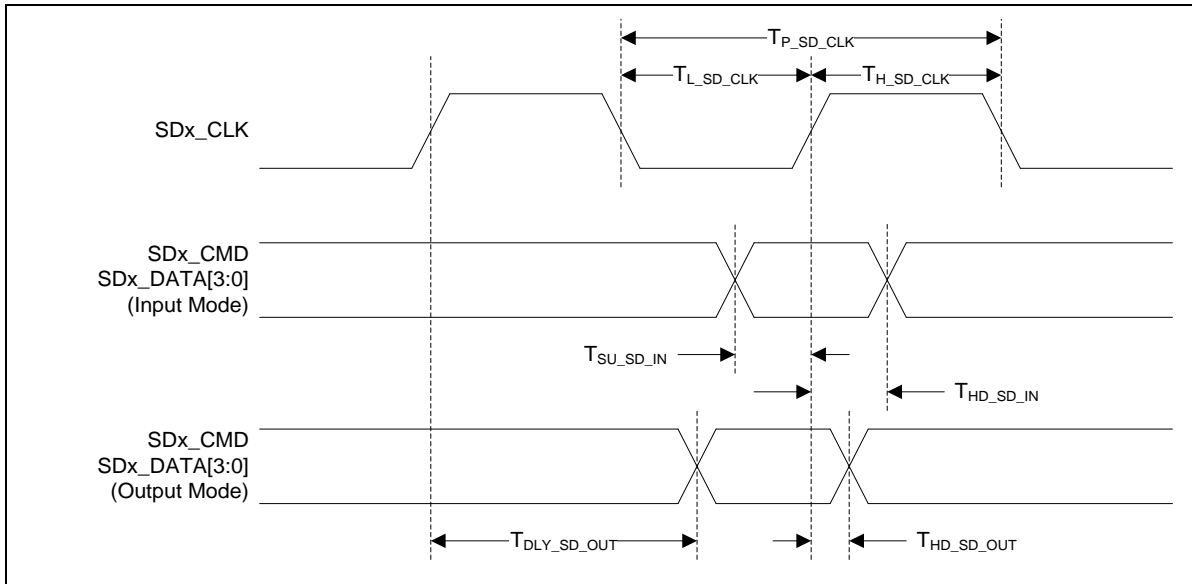 T_P_SD_CLK
T_L_SD_CLK
T_H_SD_CLK
SDx_CLK
SDx_CMD
SDx_DATA[3:0]
(Input Mode)
T_SU_SD_IN
T_HD_SD_IN
SDx_CMD
SDx_DATA[3:0]
(Output Mode)
T_DLY_SD_OUT
T_HD_SD_OUT